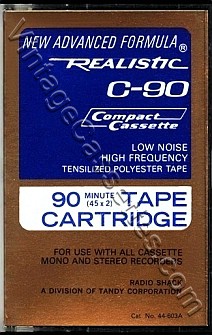 NEW ADVANCED FORMULA®
REALISTIC
C-90
Compact
Cassette
LOW NOISE
HIGH FREQUENCY
TENSILIZED POLYESTER TAPE
90 MINUTE (45 x 2) TAPE
CARTRIDGE
FOR USE WITH ALL CASSETTE
MONO AND STEREO RECORDERS
RADIO SHACK
A DIVISION OF TANDY CORPORATION
Cat. No. 44-603A